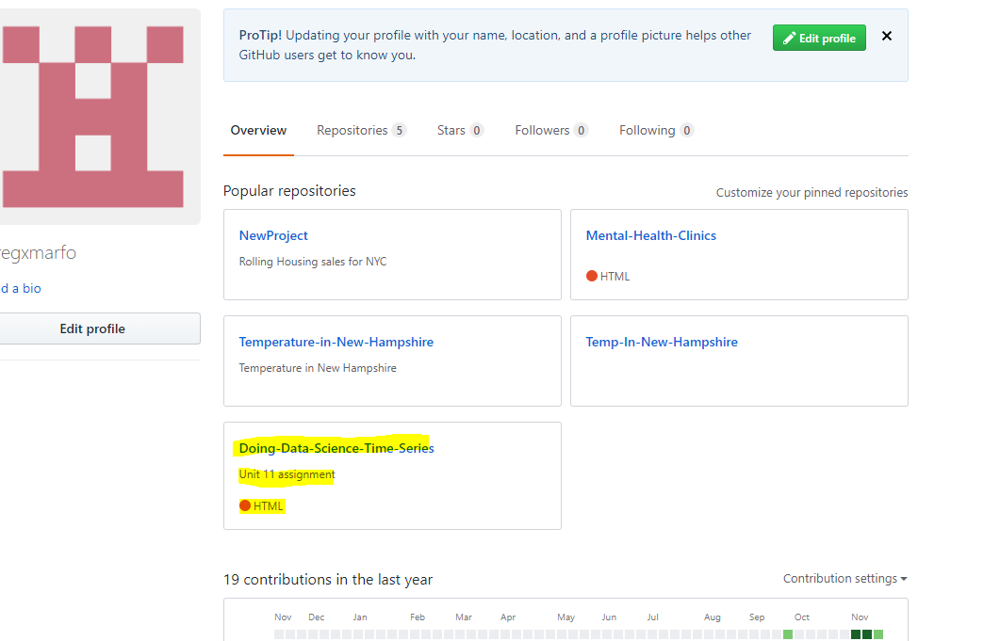 ProTip! Updating your profile with your name, location, and a profile picture helps other
GitHub users get to know you.
Edit profile
Overview
Repositories 5
Stars 0
Followers 0
Following 0
Popular repositories
Customize your pinned repositories
NewProject
Rolling Housing sales for NYC
Mental-Health-Clinics
HTML
Temperature-in-New-Hampshire
Temperature in New Hampshire
Temp-In-New-Hampshire
Doing-Data-Science-Time-Series
Unit 11 assignment
HTML
egxmarfo
d a bio
Edit profile
19 contributions in the last year
Contribution settings
Nov Dec Jan Feb Mar Apr May Jun Jul Aug Sep Oct Nov